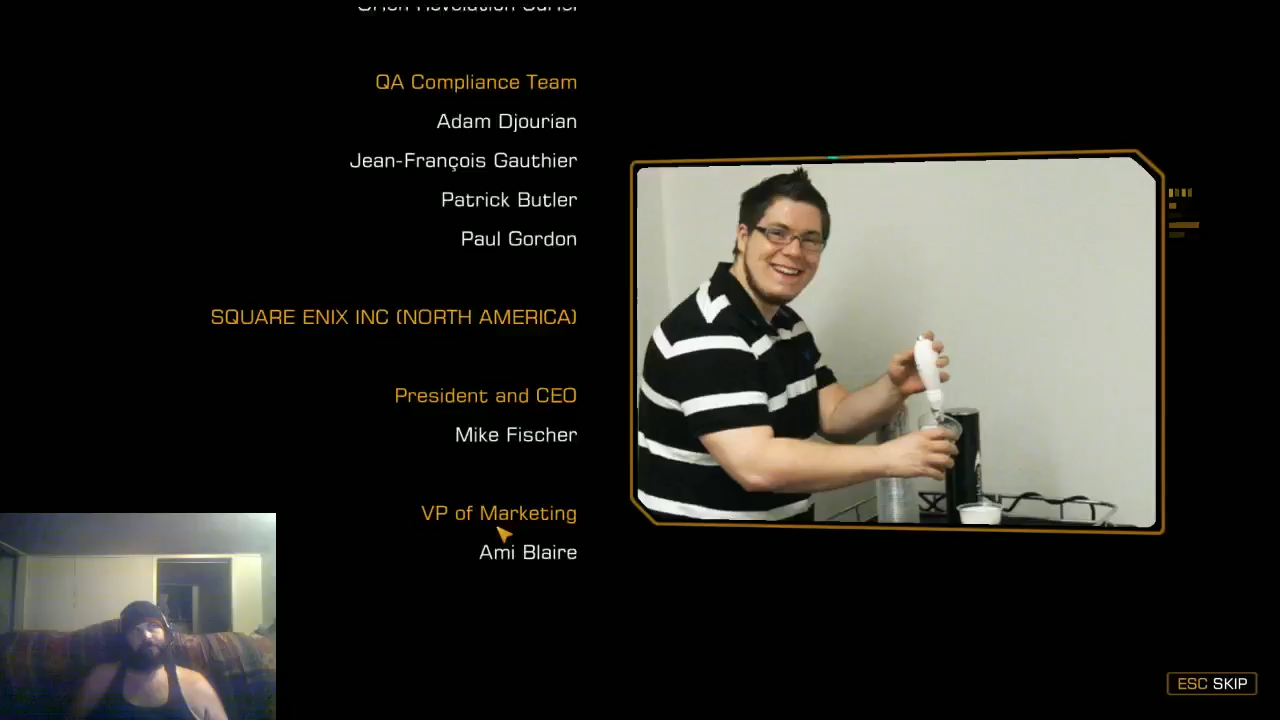 QA Compliance Team
Adam Djourian
Jean-François Gauthier
Patrick Butler
Paul Gordon
SQUARE ENIX INC (NORTH AMERICA)
President and CEO
Mike Fischer
VP of Marketing
Ami Blaire
ESC SKIP